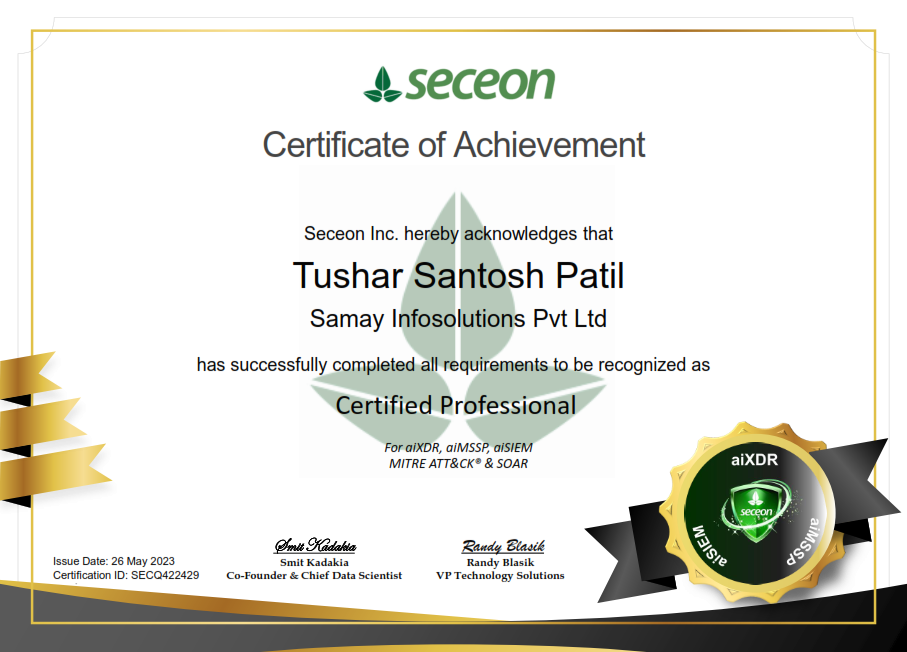 seceon
Certificate of Achievement
Seceon Inc. hereby acknowledges that
Tushar Santosh Patil
Samay Infosolutions Pvt Ltd
has successfully completed all requirements to be recognized as
Certified Professional
For aiXDR, aiMSSP, aiSIEM
MITRE ATT&CK® & SOAR
aiXDR
seceon
aiSIEM
aiMSSP
Issue Date: 26 May 2023
Certification ID: SECQ422429
Smit Kadakia
Smit Kadakia
Co-Founder & Chief Data Scientist
Randy Blasik
Randy Blasik
VP Technology Solutions